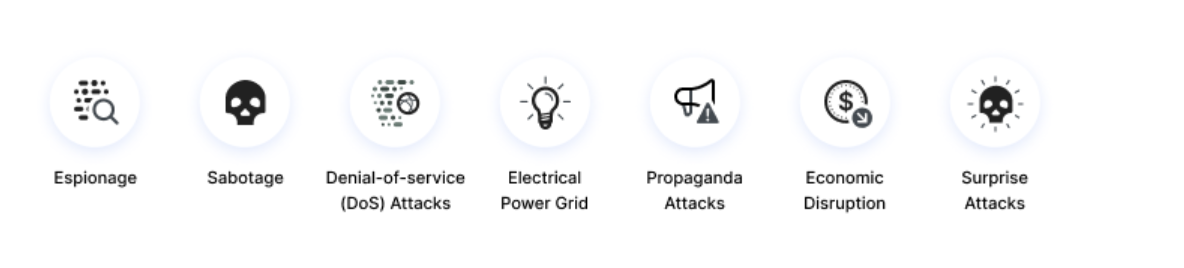 Espionage
Sabotage
Denial-of-service
(DoS) Attacks
Electrical
Power Grid
Propaganda
Attacks
$
Economic
Disruption
Surprise
Attacks